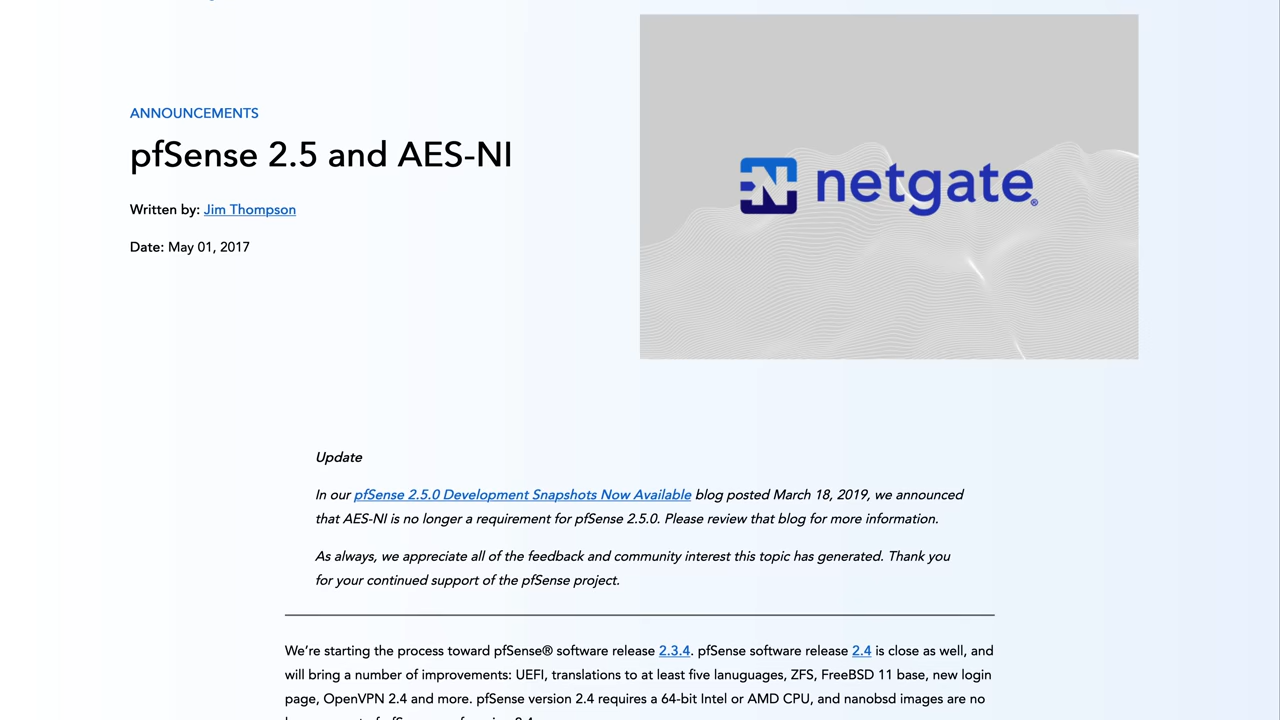 ANNOUNCEMENTS
pfSense 2.5 and AES-NI
Written by: Jim Thompson
Date: May 01, 2017
netgate®
Update
In our pfSense 2.5.0 Development Snapshots Now Available blog posted March 18, 2019, we announced
that AES-NI is no longer a requirement for pfSense 2.5.0. Please review that blog for more information.
As always, we appreciate all of the feedback and community interest this topic has generated. Thank you
for your continued support of the pfSense project.
We’re starting the process toward pfSense® software release 2.3.4. pfSense software release 2.4 is close as well, and
will bring a number of improvements: UEFI, translations to at least five lanuguages, ZFS, FreeBSD 11 base, new login
page, OpenVPN 2.4 and more. pfSense version 2.4 requires a 64-bit Intel or AMD CPU, and nanobsd images are no